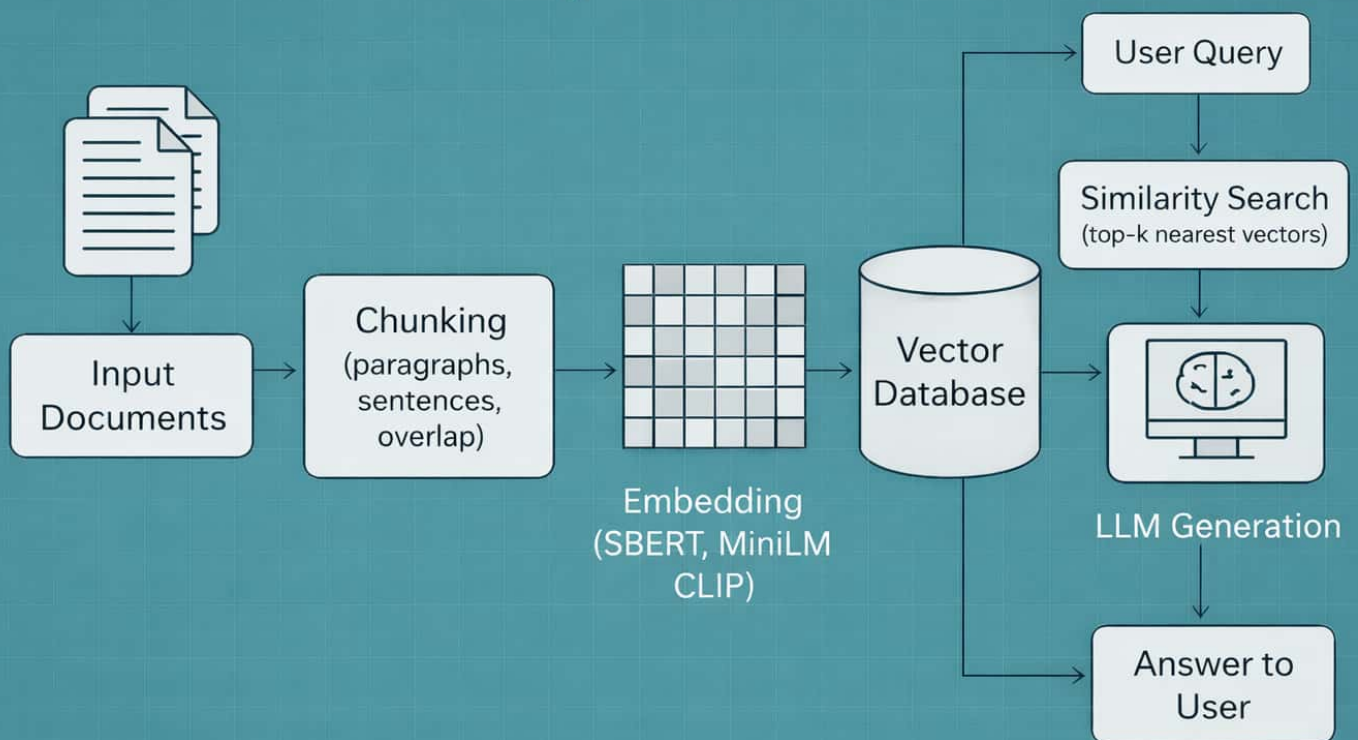 Input
Documents
Chunking
(paragraphs,
sentences,
overlap)
Embedding
(SBERT, MiniLM
CLIP)
Vector
Database
User Query
Similarity Search
(top-k nearest vectors)
LLM Generation
Answer to
User